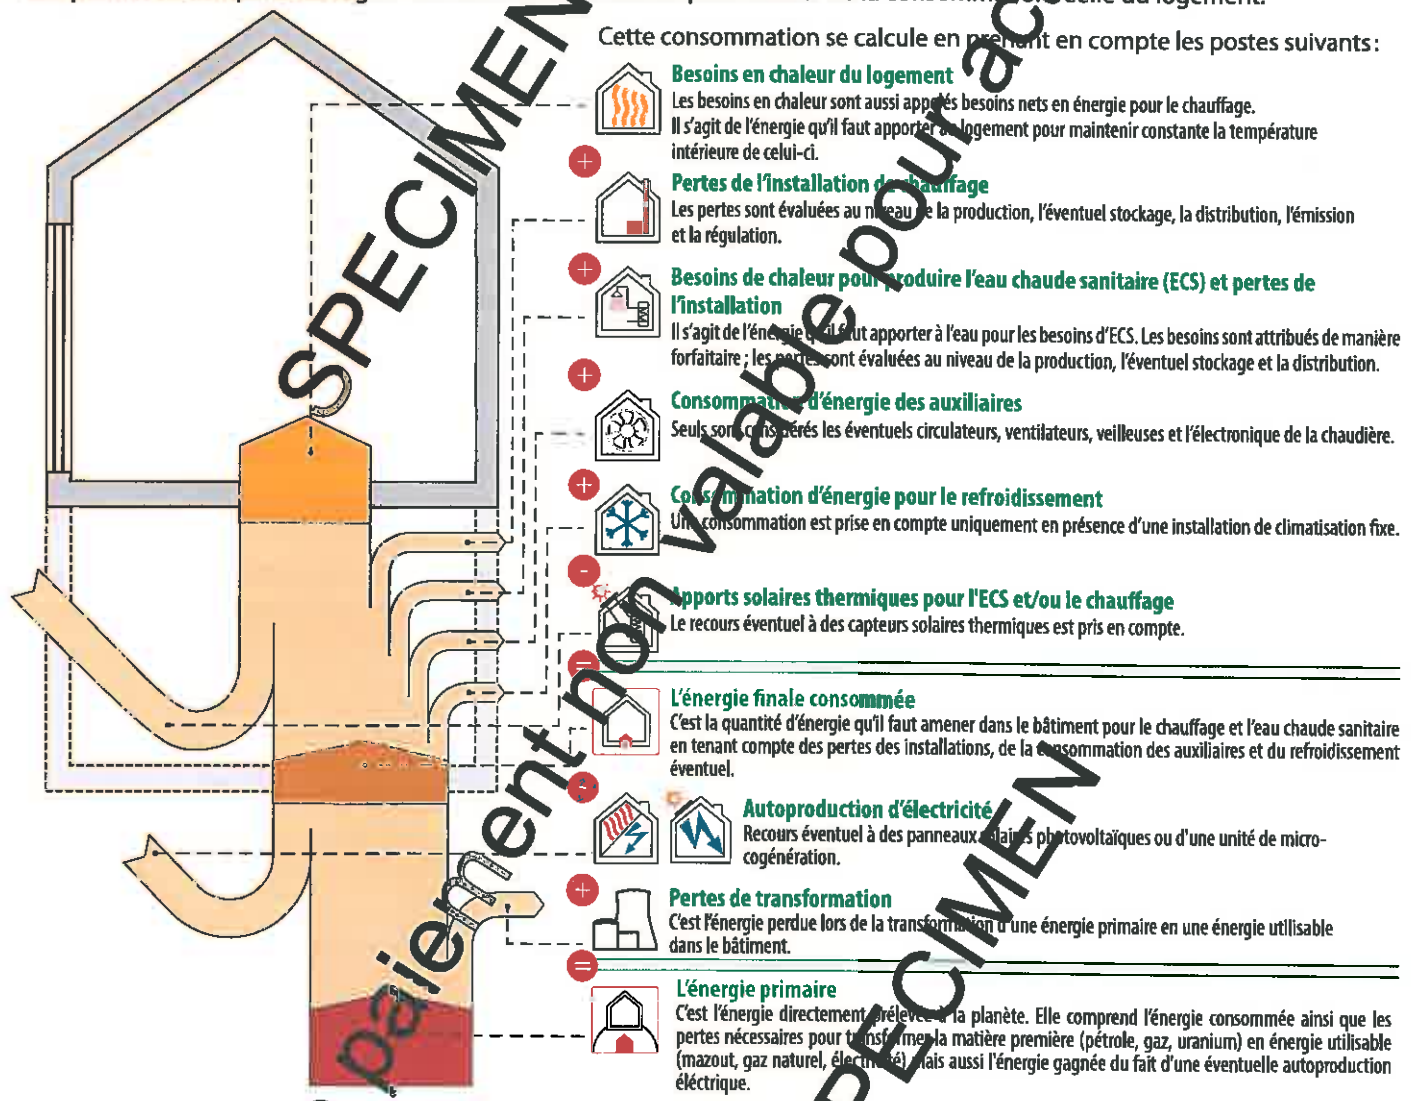 la consommation réelle du logement.
Cette consommation se calcule en prenant en compte les postes suivants :
Besoins en chaleur du logement
Les besoins en chaleur sont aussi appelés besoins nets en énergie pour le chauffage.
Il s'agit de l'énergie qu'il faut apporter au logement pour maintenir constante la température
intérieure de celui-ci.
+
Pertes de l'installation de chauffage
Les pertes sont évaluées au niveau de la production, l'éventuel stockage, la distribution, l'émission
et la régulation.
+
Besoins de chaleur pour produire l'eau chaude sanitaire (ECS) et pertes de
l'installation
Il s'agit de l'énergie qu'il faut apporter à l'eau pour les besoins d'ECS. Les besoins sont attribués de manière
forfaitaire ; les pertes sont évaluées au niveau de la production, l'éventuel stockage et la distribution.
+
Consommation d'énergie des auxiliaires
Seuls sont considérés les éventuels circulateurs, ventilateurs, veilleuses et l'électronique de la chaudière.
+
Consommation d'énergie pour le refroidissement
Une consommation est prise en compte uniquement en présence d'une installation de climatisation fixe.
-
Apports solaires thermiques pour l'ECS et/ou le chauffage
Le recours éventuel à des capteurs solaires thermiques est pris en compte.
=
L'énergie finale consommée
C'est la quantité d'énergie qu'il faut amener dans le bâtiment pour le chauffage et l'eau chaude sanitaire
en tenant compte des pertes des installations, de la consommation des auxiliaires et du refroidissement
éventuel.
-
Autoproduction d'électricité
Recours éventuel à des panneaux solaires photovoltaïques ou d'une unité de micro-
cogénération.
+
Pertes de transformation
C'est l'énergie perdue lors de la transformation d'une énergie primaire en une énergie utilisable
dans le bâtiment.
=
L'énergie primaire
C'est l'énergie directement prélevée à la planète. Elle comprend l'énergie consommée ainsi que les
pertes nécessaires pour transformer la matière première (pétrole, gaz, uranium) en énergie utilisable
(mazout, gaz naturel, électricité) mais aussi l'énergie gagnée du fait d'une éventuelle autoproduction
éléctrique.
SPECIMEN
paiement non valable pour ac
SPECIMEN